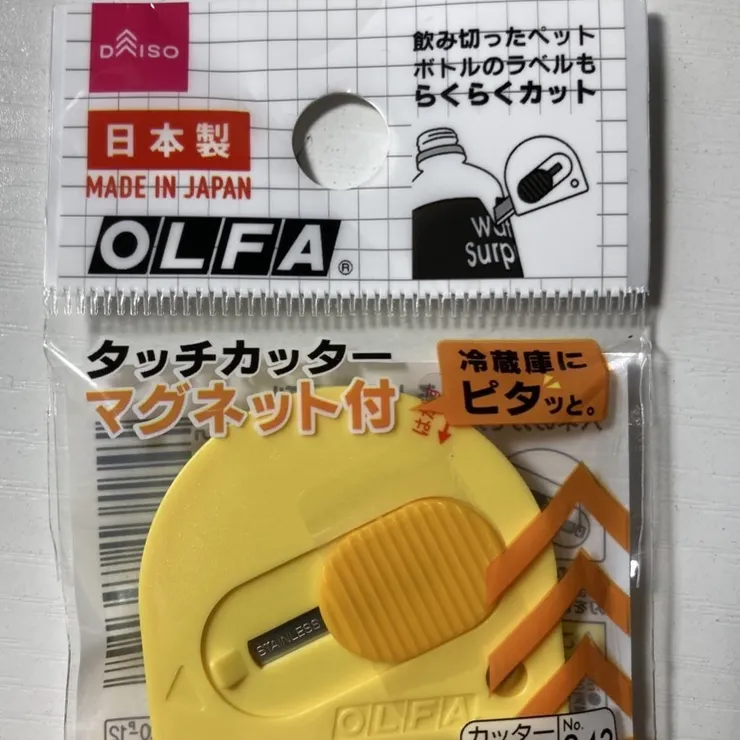 DAISO
飲み切ったペット
ボトルのラベルも
らくらくカット
日本製
MADE IN JAPAN
OLFA®
Wat
Surp
タッチカッター
マグネット付
冷蔵庫に
ピタッと。
STAINLESS
OLFA
カッター
No.